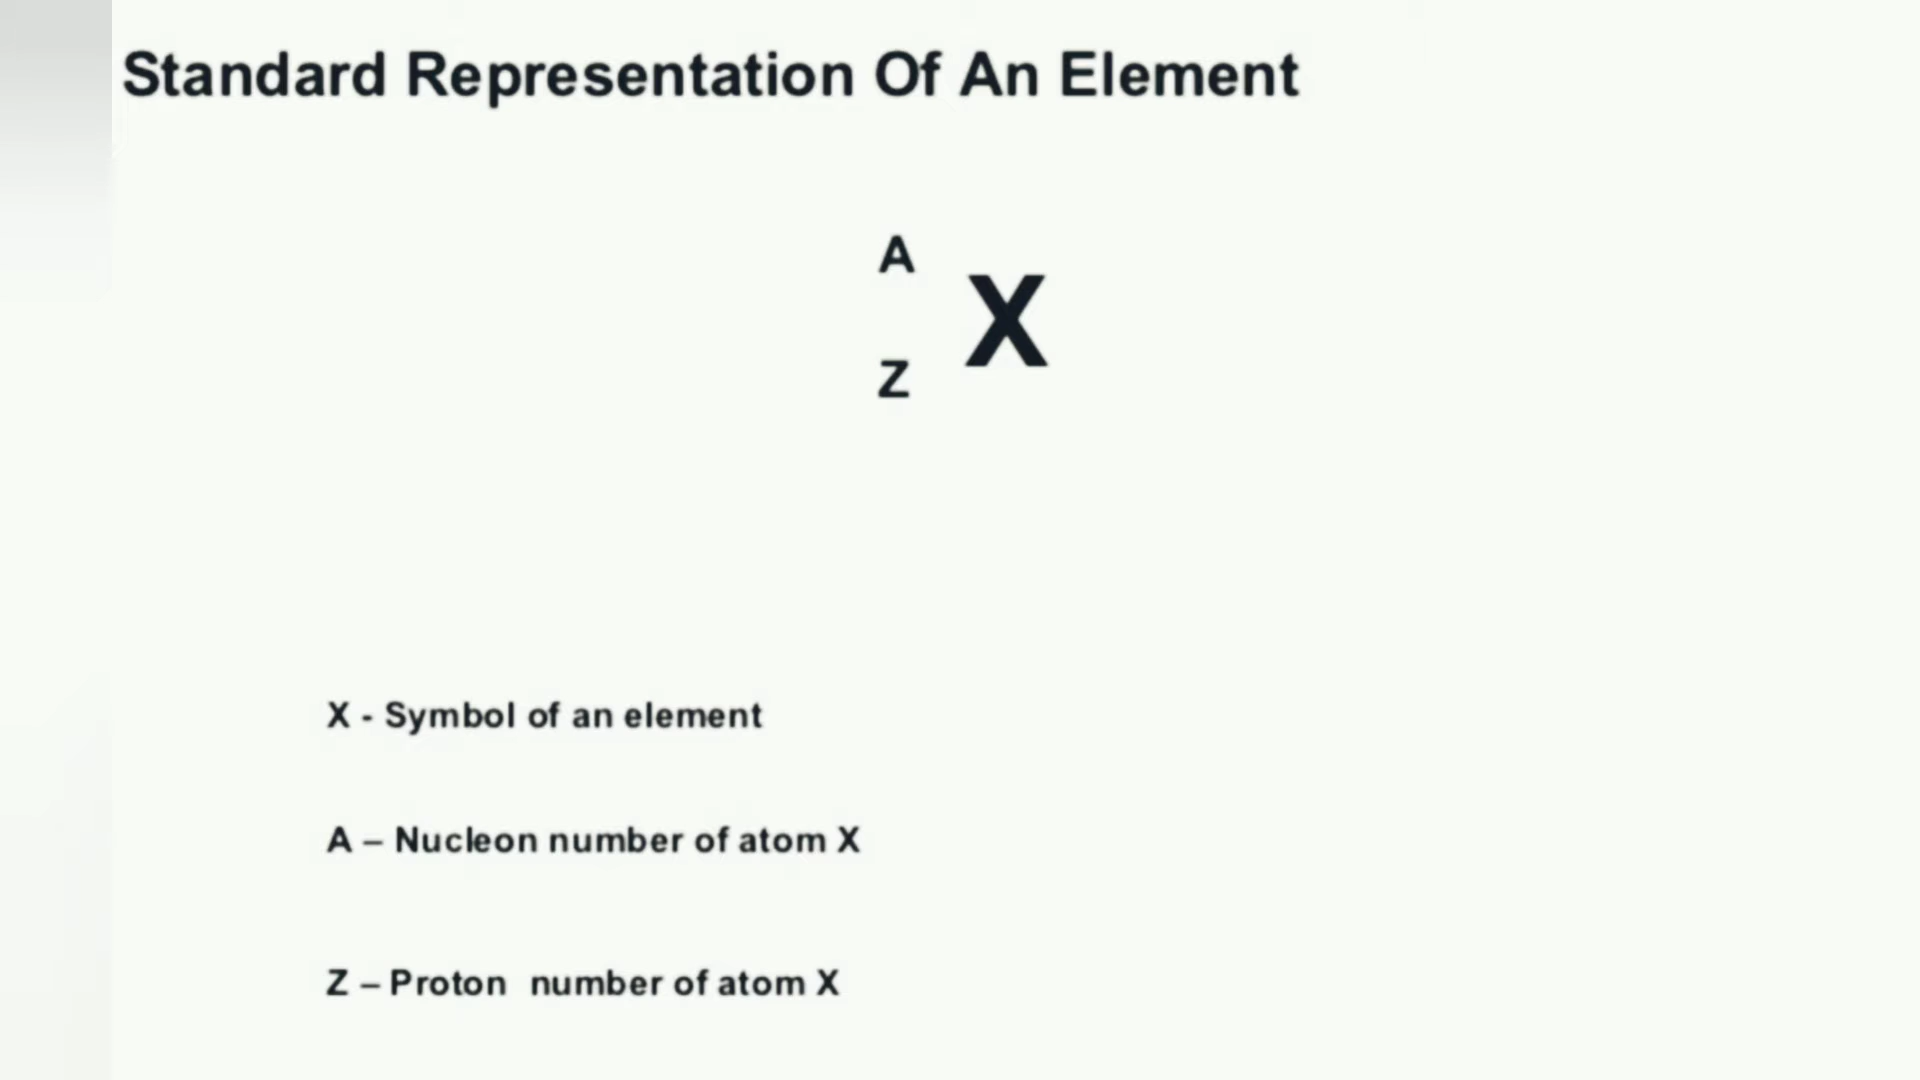 Standard Representation Of An Element
A
X
Z
X - Symbol of an element
A – Nucleon number of atom X
Z – Proton number of atom X